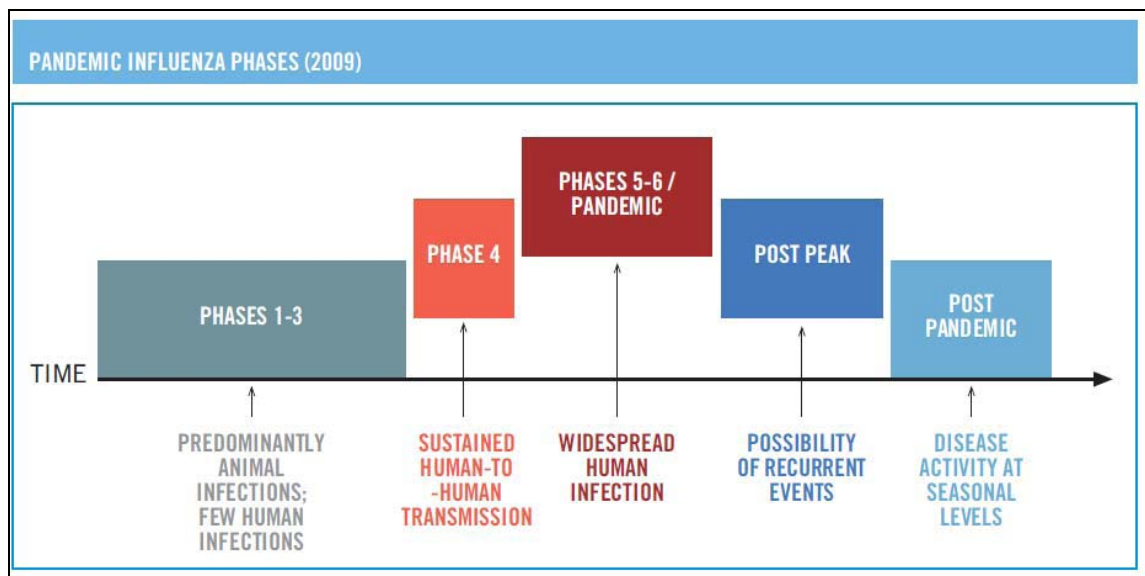 PANDEMIC INFLUENZA PHASES (2009)
PHASES 1-3
PHASE 4
PHASES 5-6 /
PANDEMIC
POST PEAK
POST
PANDEMIC
TIME
PREDOMINANTLY
ANIMAL
INFECTIONS;
FEW HUMAN
INFECTIONS
SUSTAINED
HUMAN-TO
-HUMAN
TRANSMISSION
WIDESPREAD
HUMAN
INFECTION
POSSIBILITY
OF RECURRENT
EVENTS
DISEASE
ACTIVITY AT
SEASONAL
LEVELS